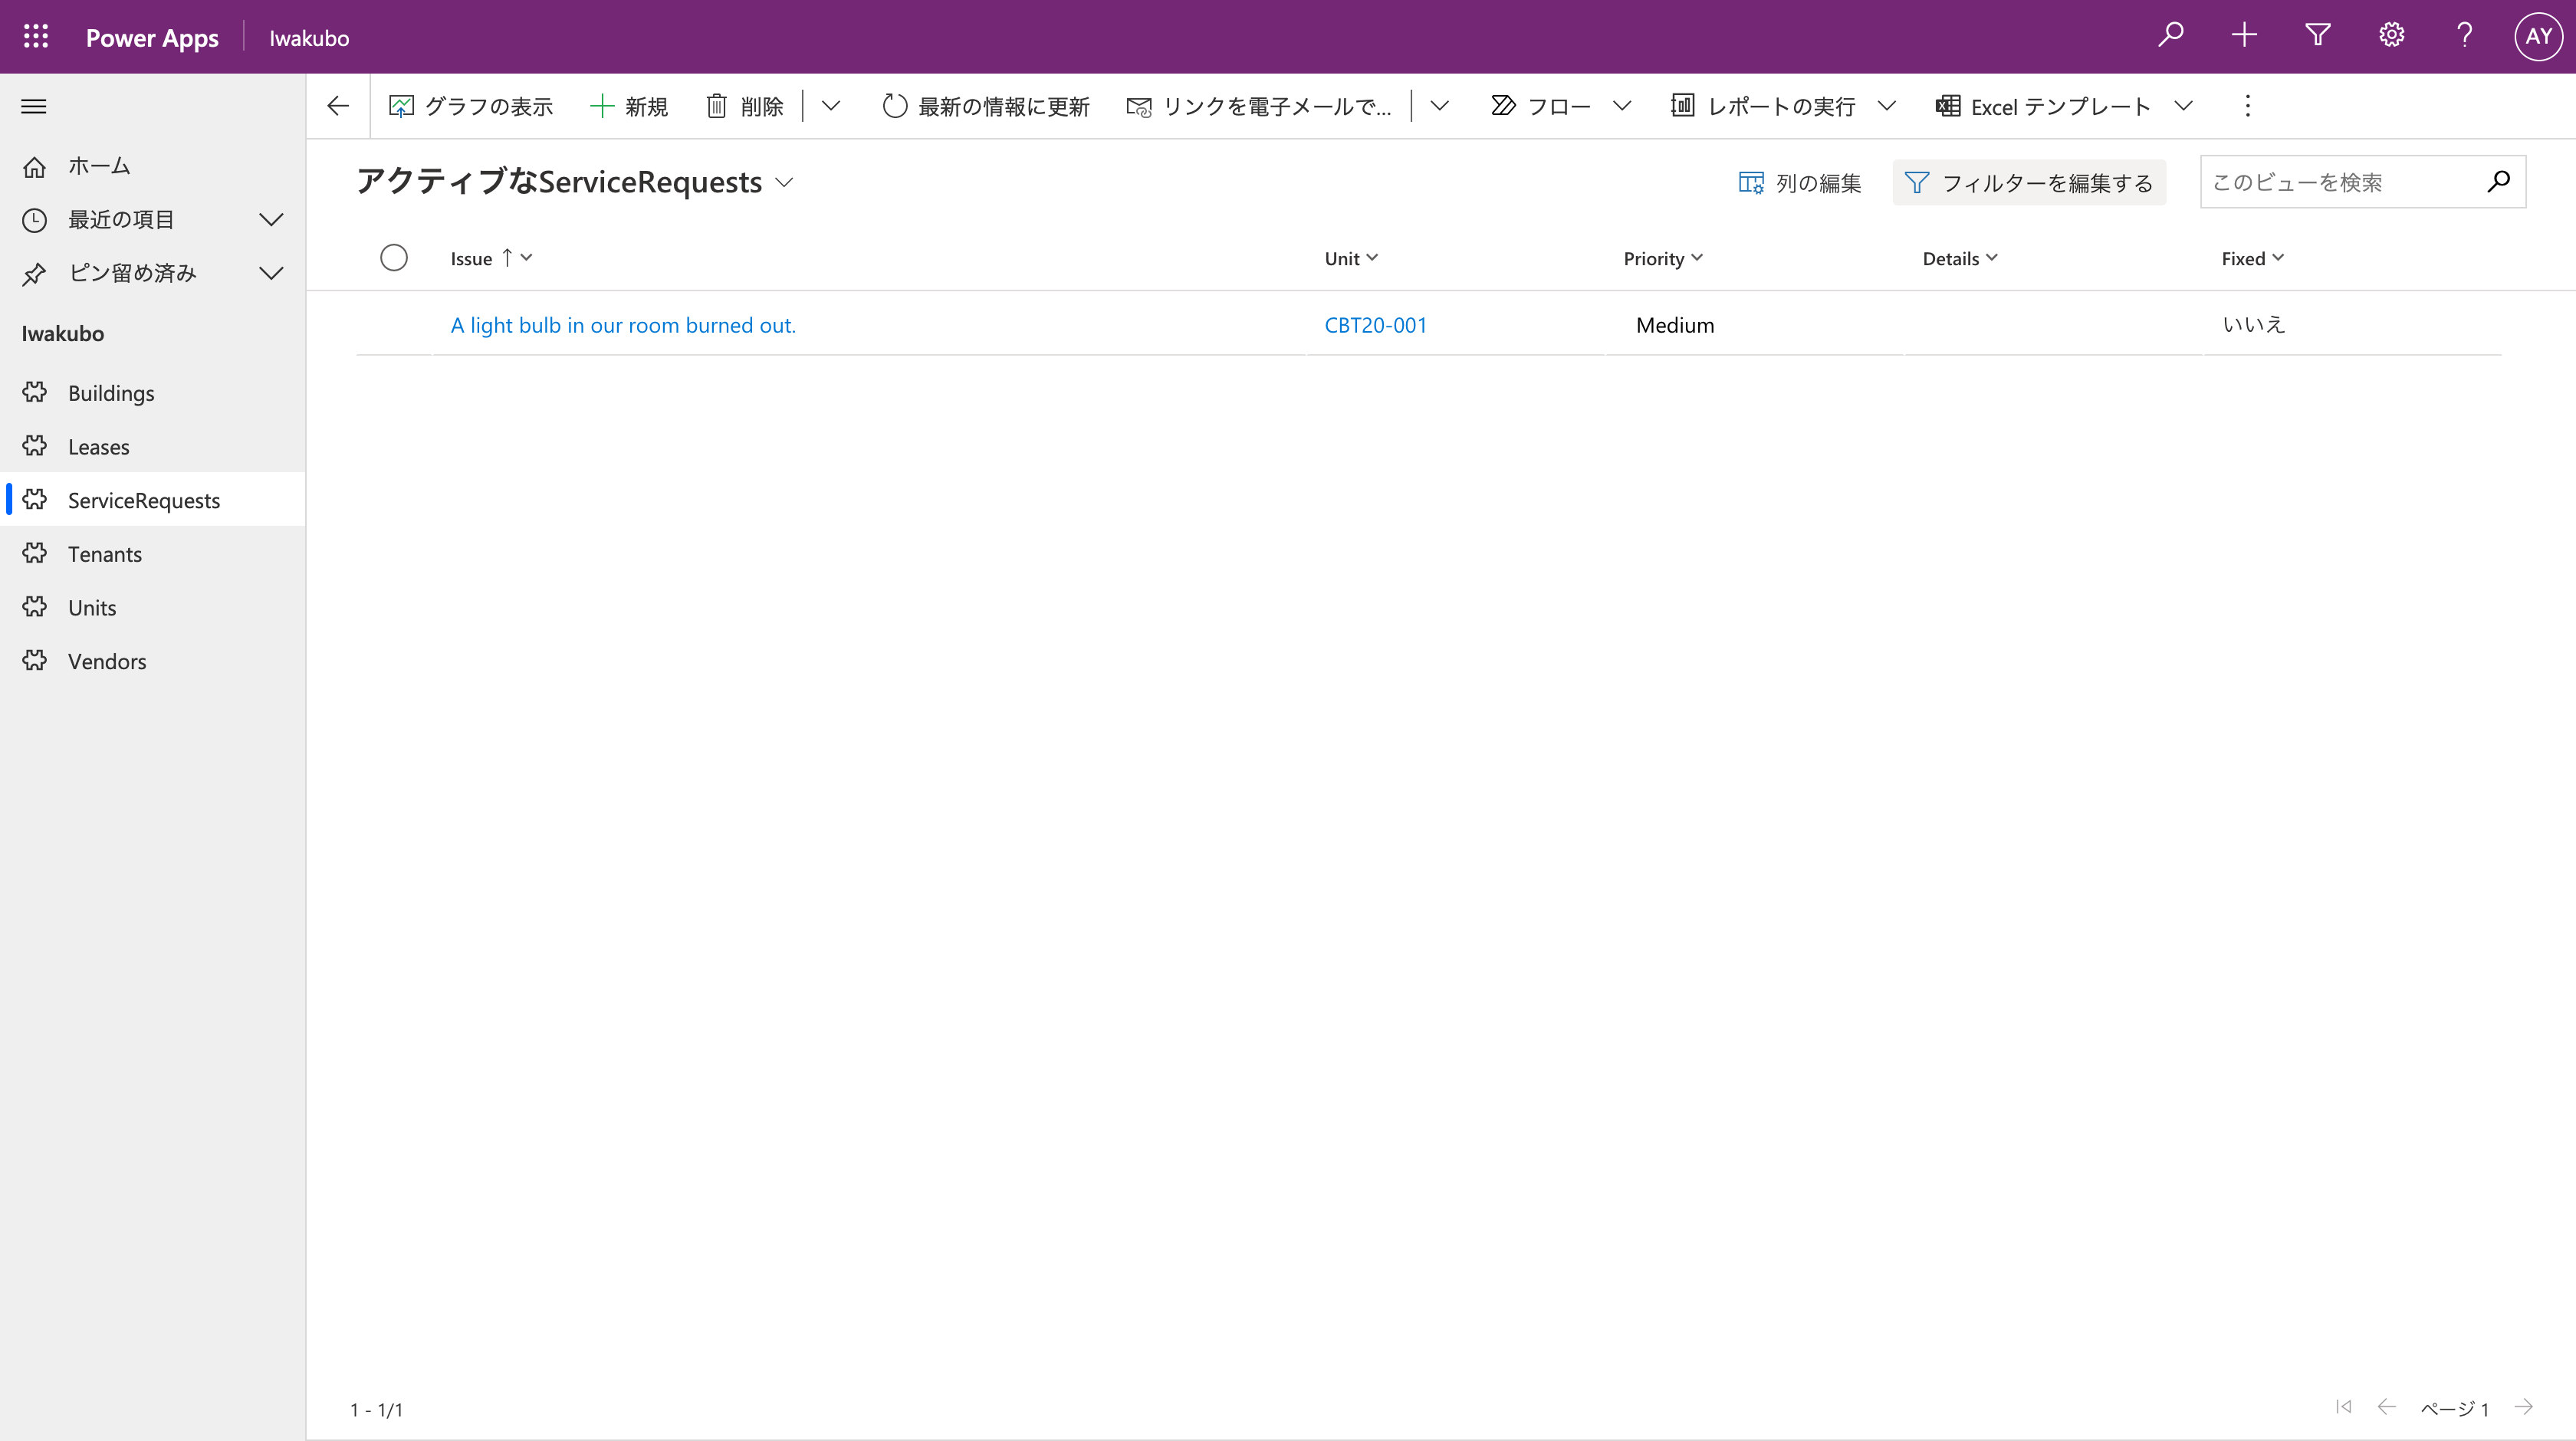 Power Apps Iwakubo AY
グラフの表示 新規 削除 最新の情報に更新 リンクを電子メールで... フロー レポートの実行 Excel テンプレート
ホーム
最近の項目
ピン留め済み
Iwakubo
Buildings
Leases
ServiceRequests
Tenants
Units
Vendors
アクティブなServiceRequests 列の編集 フィルターを編集する このビューを検索
Issue Unit Priority Details Fixed
A light bulb in our room burned out. CBT20-001 Medium いいえ
1 - 1/1 ページ 1